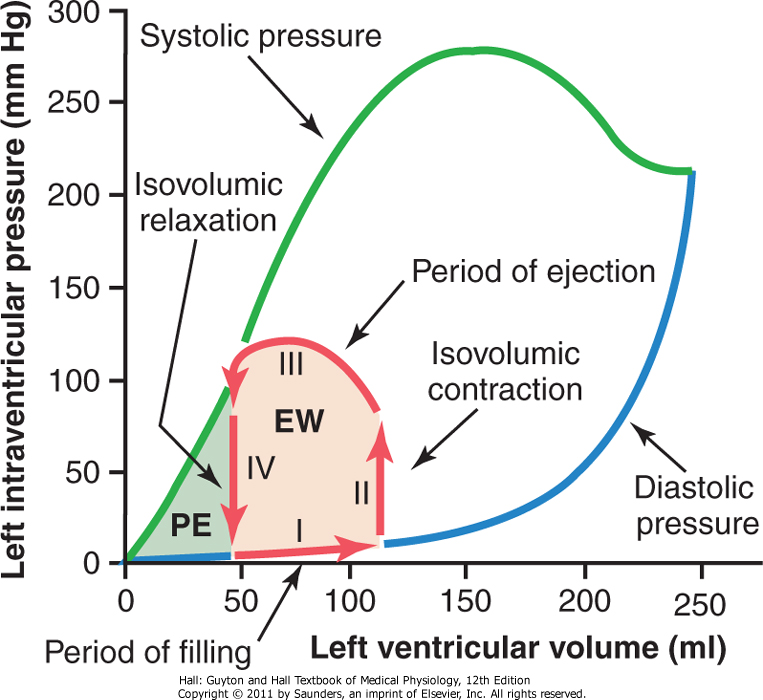 Left intraventricular pressure (mm Hg)
300
250
200
150
100
50
0
Systolic pressure
Isovolumic
relaxation
Period of ejection
Isovolumic
contraction
III
EW
IV
II
PE
I
Diastolic
pressure
0
50
100
150
200
250
Period of filling
Left ventricular volume (ml)
Hall: Guyton and Hall Textbook of Medical Physiology, 12th Edition
Copyright © 2011 by Saunders, an imprint of Elsevier, Inc. All rights reserved.